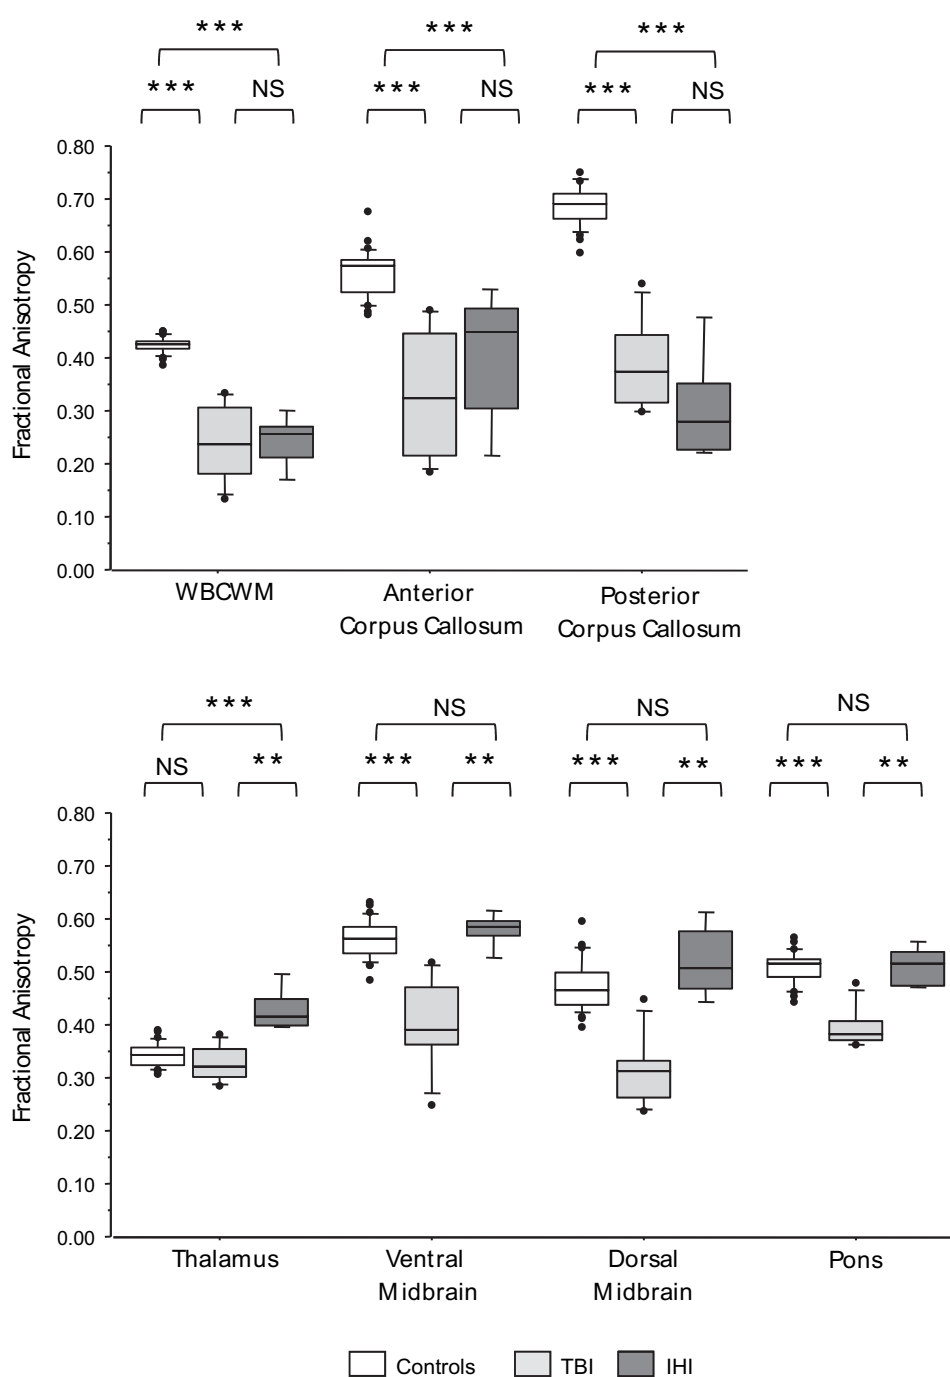 *** *** ***
*** NS *** NS *** NS
0.80
0.70
0.60
0.50
0.40
0.30
0.20
0.10
0.00
Fractional Anisotropy
WBCWM
Anterior
Corpus Callosum
Posterior
Corpus Callosum
*** NS NS NS
NS ** *** ** *** ** *** **
0.80
0.70
0.60
0.50
0.40
0.30
0.20
0.10
0.00
Fractional Anisotropy
Thalamus
Ventral
Midbrain
Dorsal
Midbrain
Pons
Controls TBI IHI